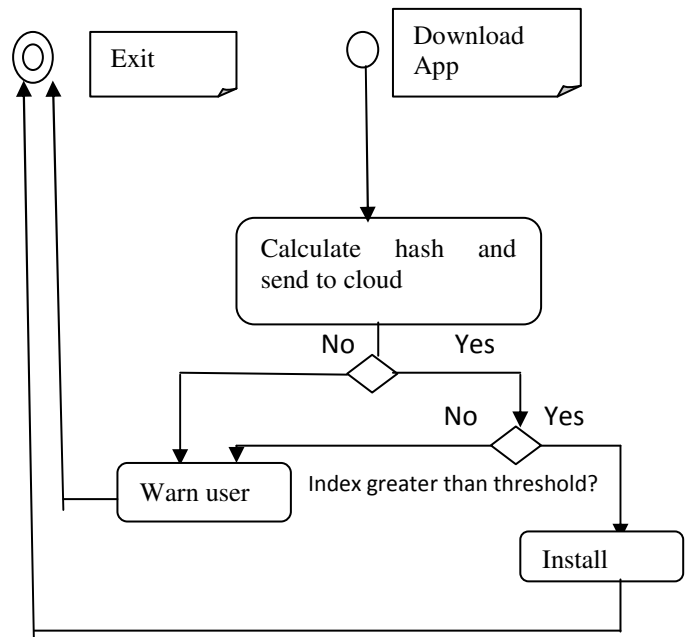 Exit
Download
App
Calculate hash and
send to cloud
No Yes
No Yes
Warn user
Index greater than threshold?
Install